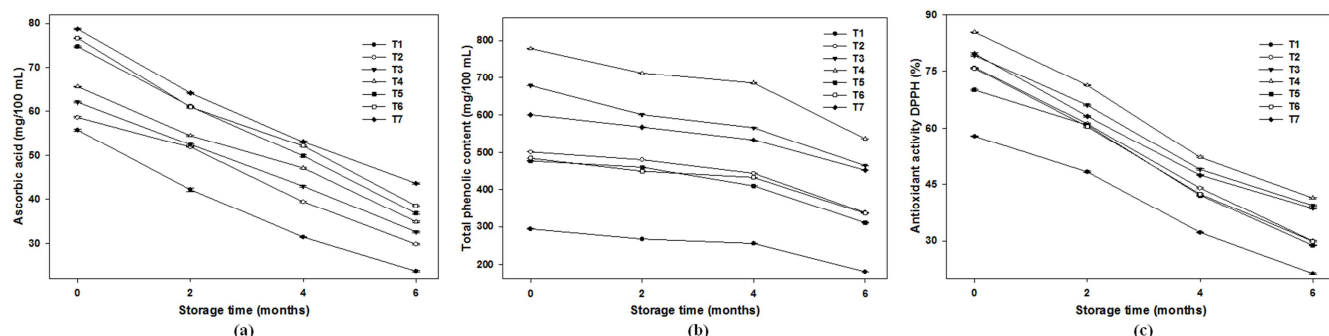 80
70
60
50
40
30
Ascorbic acid (mg/100 mL)
T1
T2
T3
T4
T5
T6
T7
0 2 4 6
Storage time (months)
(a)
800
700
600
500
400
300
200
Total phenolic content (mg/100 mL)
T1
T2
T3
T4
T5
T6
T7
0 2 4 6
Storage time (months)
(b)
90
75
60
45
30
Antioxidant activity DPPH (%)
T1
T2
T3
T4
T5
T6
T7
0 2 4 6
Storage time (months)
(c)